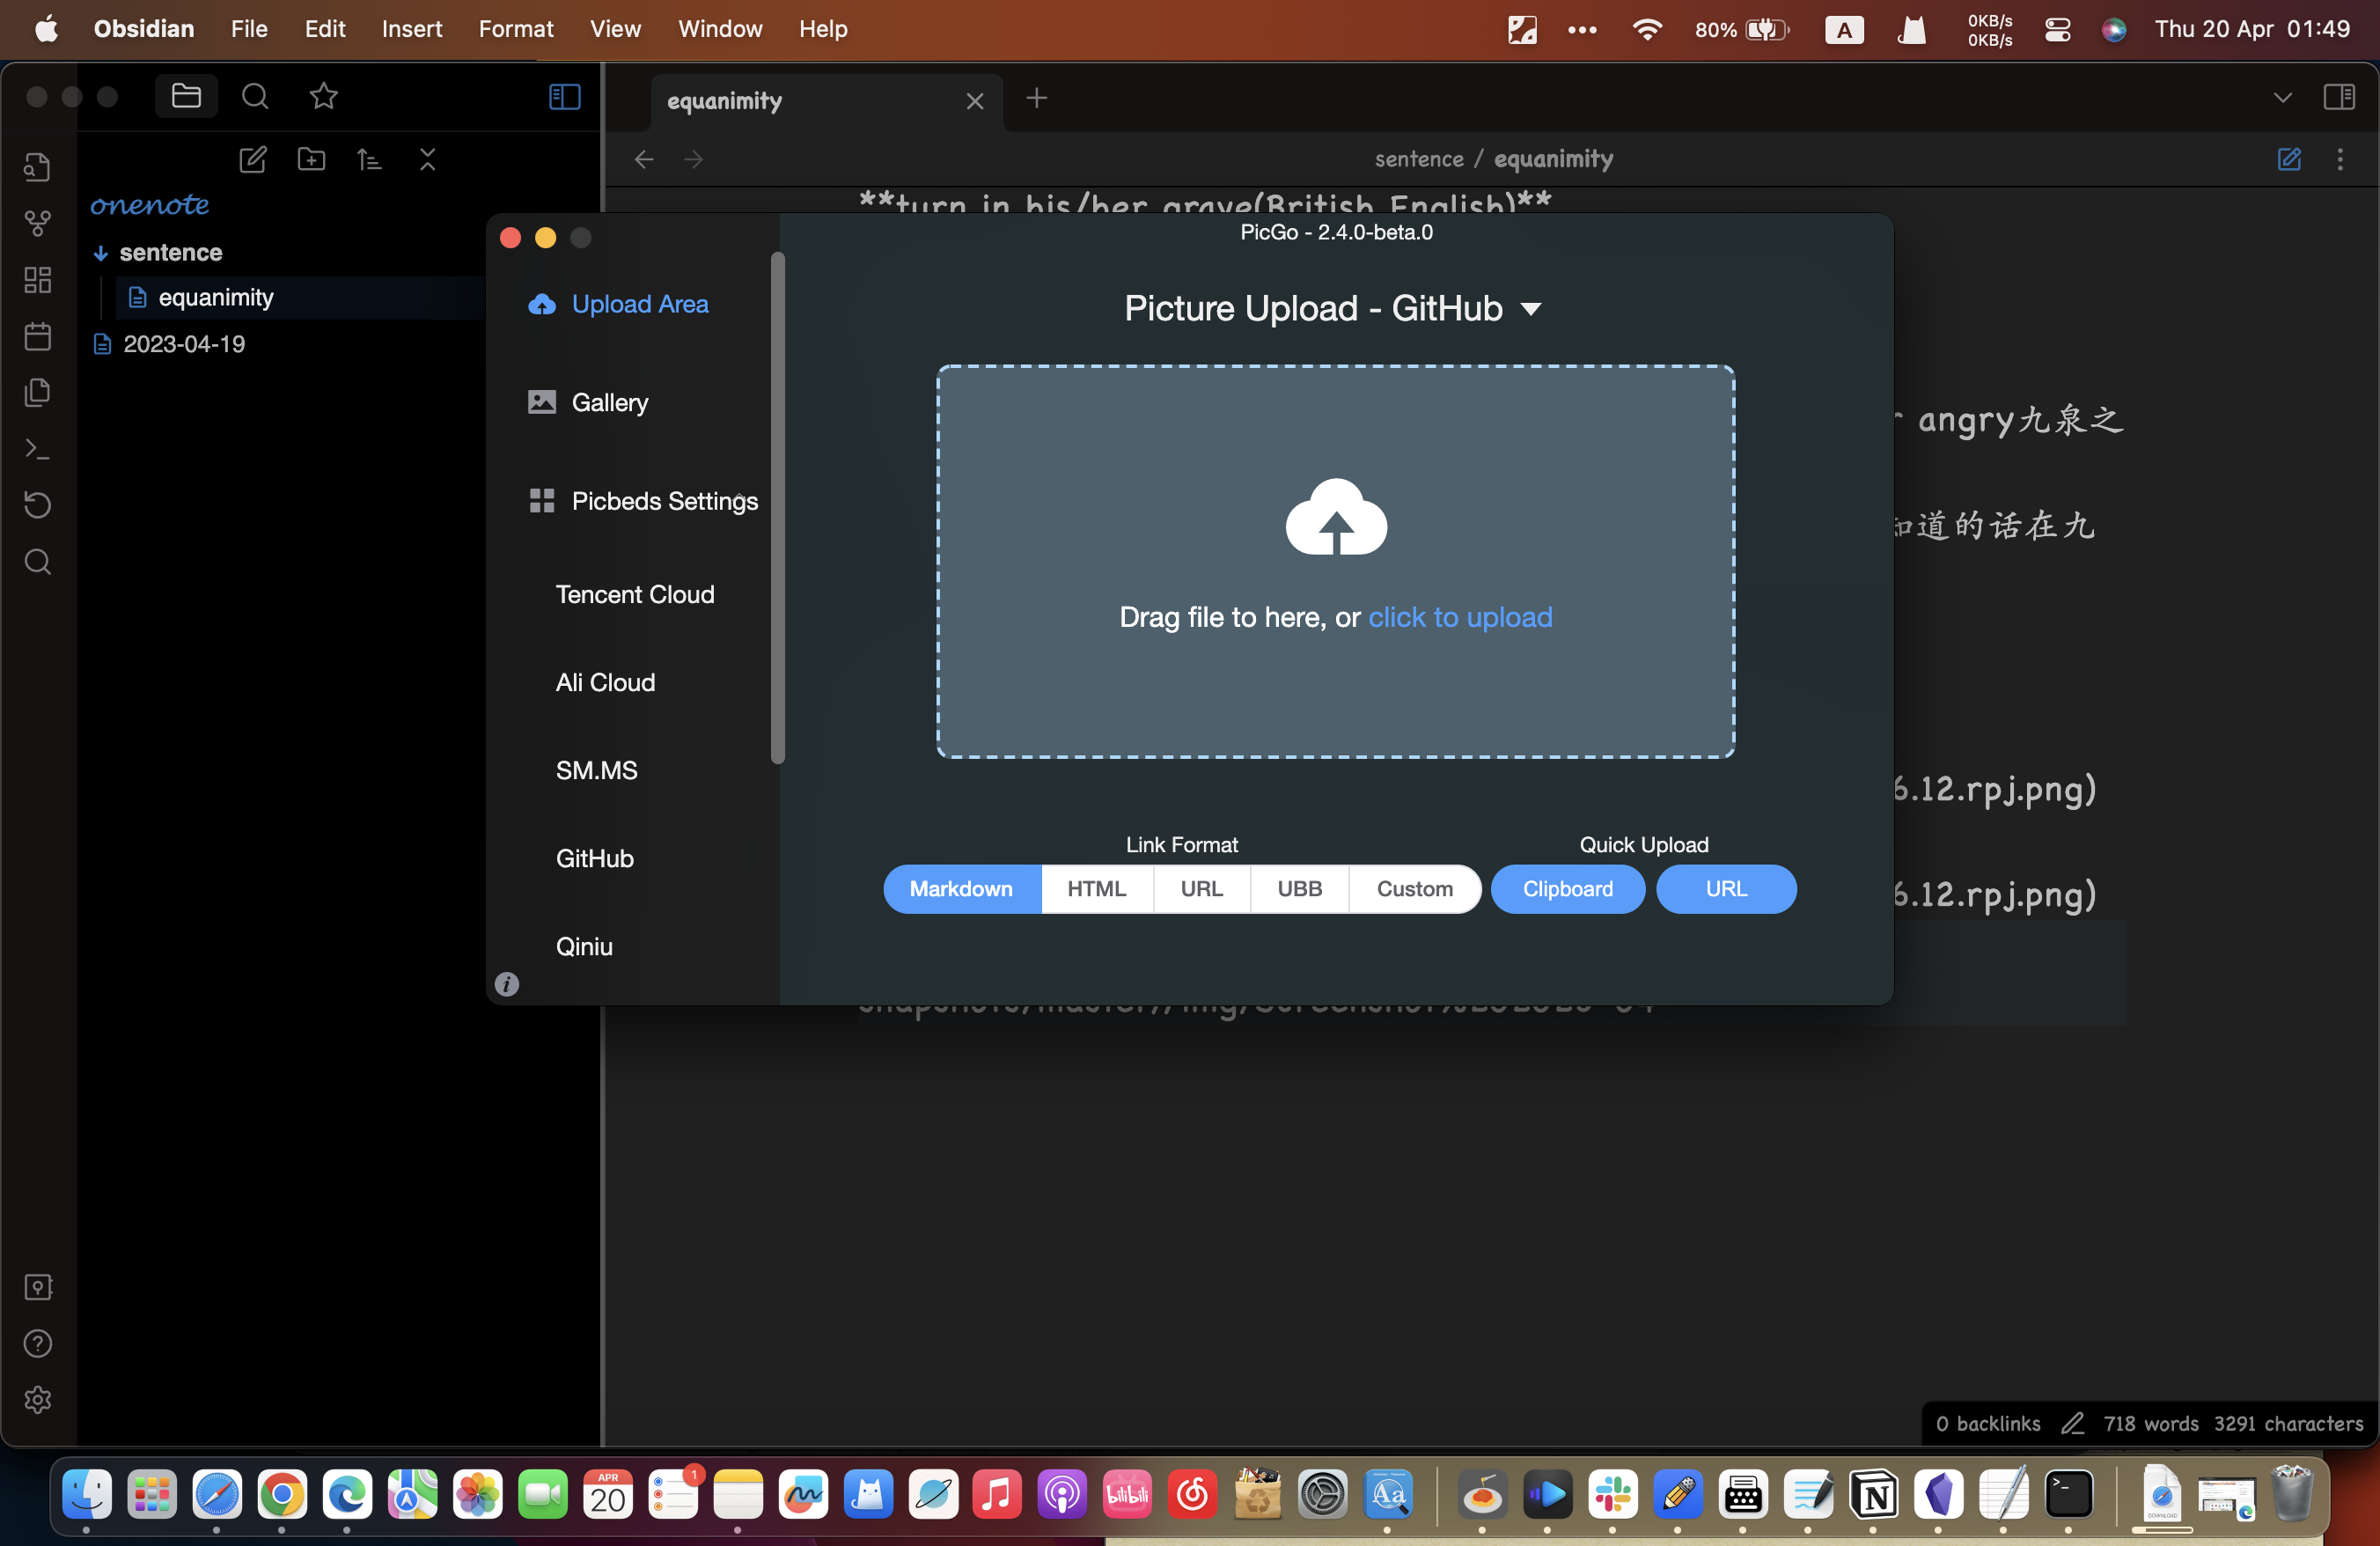 Obsidian File Edit Insert Format View Window Help 80% A 0KB/s Thu 20 Apr 01:49
0KB/s
equanimity
sentence / equanimity
onenote
sentence
equanimity
2023-04-19
**turn in his/her grave(British English)**
angry九泉之
道的话在九
6.12.rpj.png)
6.12.rpj.png)
PicGo - 2.4.0-beta.0
Upload Area
Gallery
Picbeds Settings
Tencent Cloud
Ali Cloud
SM.MS
GitHub
Qiniu
Picture Upload - GitHub
Drag file to here, or click to upload
Link Format
Markdown HTML URL UBB Custom
Quick Upload
Clipboard URL
0 backlinks 718 words 3291 characters
APR
20
1
bilibili
Aa
N
>_
DOWNLOAD